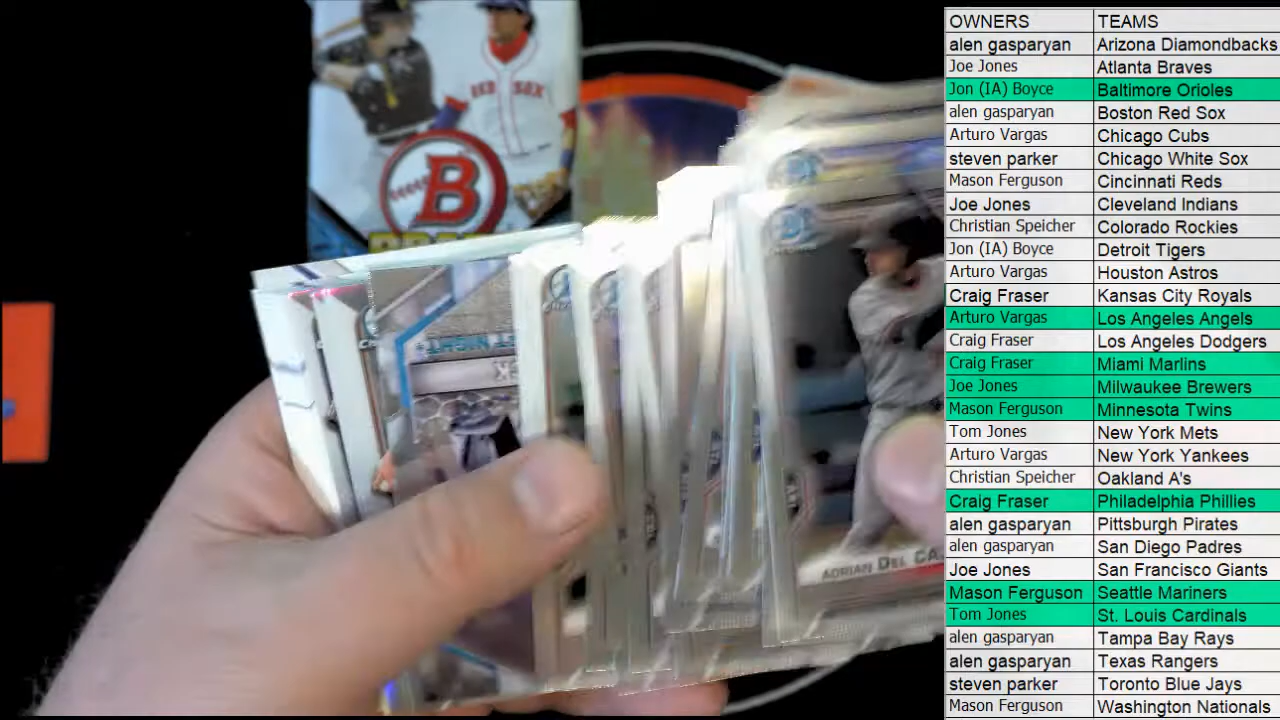 OWNERS TEAMS
alen gasparyan Arizona Diamondbacks
Joe Jones Atlanta Braves
Jon (IA) Boyce Baltimore Orioles
alen gasparyan Boston Red Sox
Arturo Vargas Chicago Cubs
steven parker Chicago White Sox
Mason Ferguson Cincinnati Reds
Joe Jones Cleveland Indians
Christian Speicher Colorado Rockies
Jon (IA) Boyce Detroit Tigers
Arturo Vargas Houston Astros
Craig Fraser Kansas City Royals
Arturo Vargas Los Angeles Angels
Craig Fraser Los Angeles Dodgers
Craig Fraser Miami Marlins
Joe Jones Milwaukee Brewers
Mason Ferguson Minnesota Twins
Tom Jones New York Mets
Arturo Vargas New York Yankees
Christian Speicher Oakland A's
Craig Fraser Philadelphia Phillies
alen gasparyan Pittsburgh Pirates
alen gasparyan San Diego Padres
Joe Jones San Francisco Giants
Mason Ferguson Seattle Mariners
Tom Jones St. Louis Cardinals
alen gasparyan Tampa Bay Rays
alen gasparyan Texas Rangers
steven parker Toronto Blue Jays
Mason Ferguson Washington Nationals
RED SOX
B
NIGHT
ADRIAN DEL CA